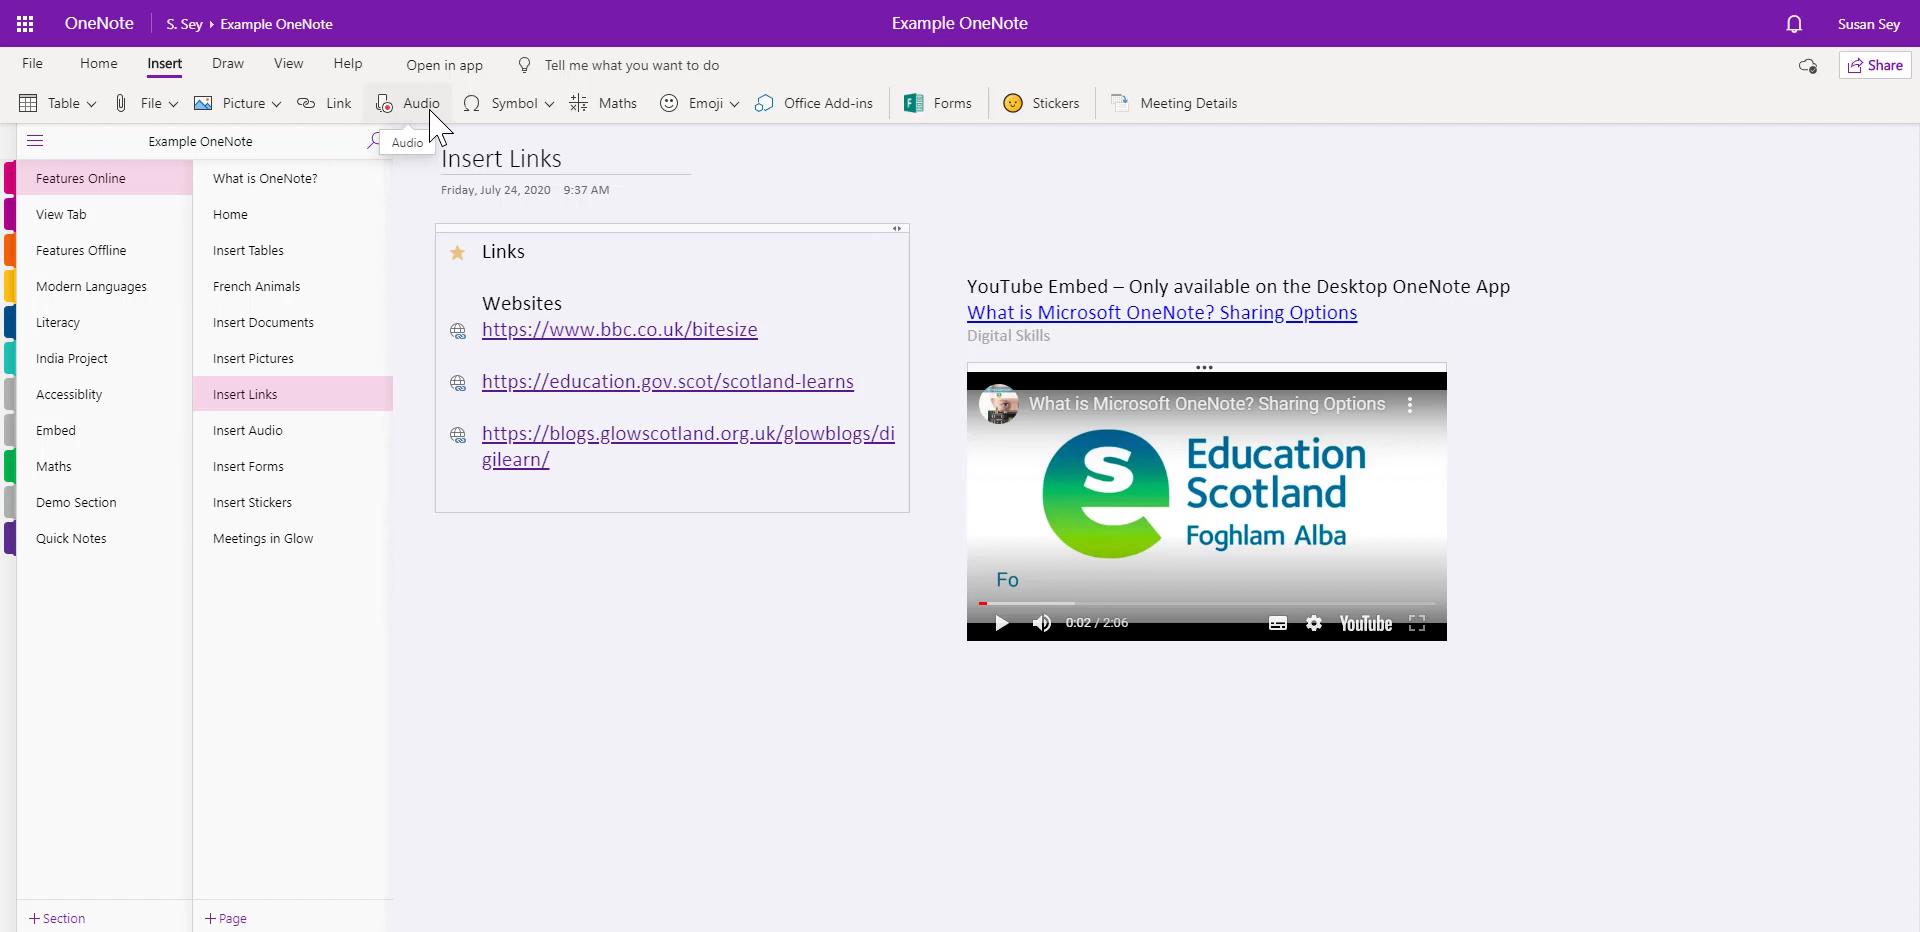 OneNote
S. Sey ▸ Example OneNote
Example OneNote
Susan Sey
File Home Insert Draw View Help Open in app Tell me what you want to do
Share
Table File Picture Link Audio Symbol Maths Emoji Office Add-ins Forms Stickers Meeting Details
Audio
Example OneNote
Features Online
View Tab
Features Offline
Modern Languages
Literacy
India Project
Accessiblity
Embed
Maths
Demo Section
Quick Notes
+ Section
What is OneNote?
Home
Insert Tables
French Animals
Insert Documents
Insert Pictures
Insert Links
Insert Audio
Insert Forms
Insert Stickers
Meetings in Glow
+ Page
Insert Links
Friday, July 24, 2020 9:37 AM
Links
Websites
https://www.bbc.co.uk/bitesize
https://education.gov.scot/scotland-learns
https://blogs.glowscotland.org.uk/glowblogs/di
gilearn/
YouTube Embed – Only available on the Desktop OneNote App
What is Microsoft OneNote? Sharing Options
Digital Skills
What is Microsoft OneNote? Sharing Options
Education
Scotland
Foghlam Alba
Fo
0:02 / 2:06
YouTube